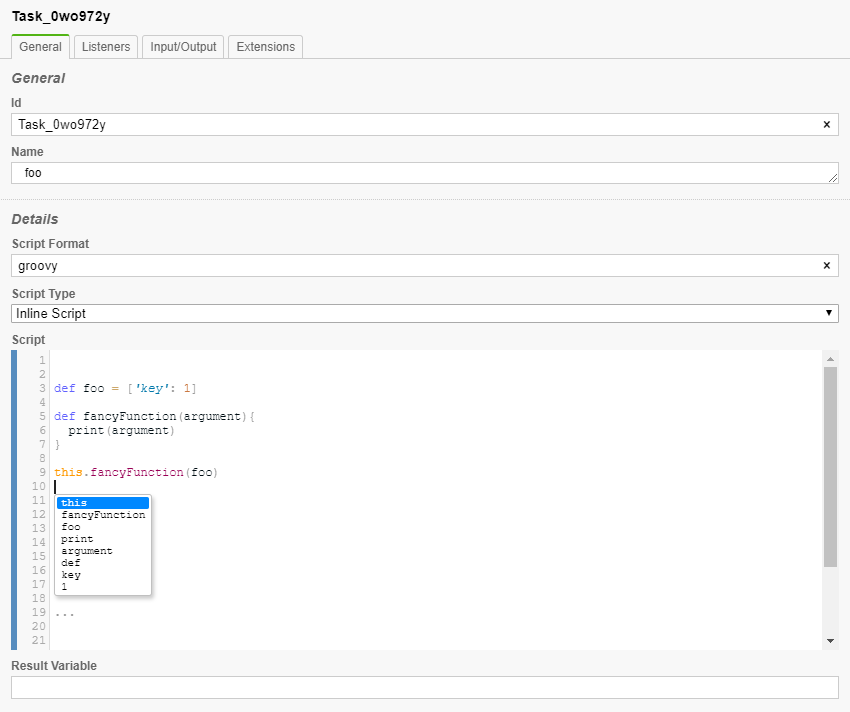 Task_0wo972y
General Listeners Input/Output Extensions
General
Id
Task_0wo972y ×
Name
foo
Details
Script Format
groovy ×
Script Type
Inline Script
Script
1
2
3 def foo = ['key': 1]
4
5 def fancyFunction(argument){
6   print(argument)
7 }
8
9 this.fancyFunction(foo)
10
11 this
12 fancyFunction
foo
13 print
14 argument
15 def
16 key
17 1
18
19 ...
20
21
Result Variable